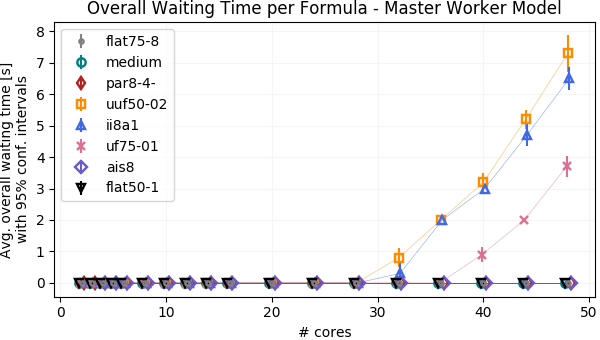 Overall Waiting Time per Formula - Master Worker Model
Avg. overall waiting time [s]
with 95% conf. intervals
8
7
6
5
4
3
2
1
0
flat75-8
medium
par8-4-
uuf50-02
ii8a1
uf75-01
ais8
flat50-1
0 10 20 30 40 50
# cores